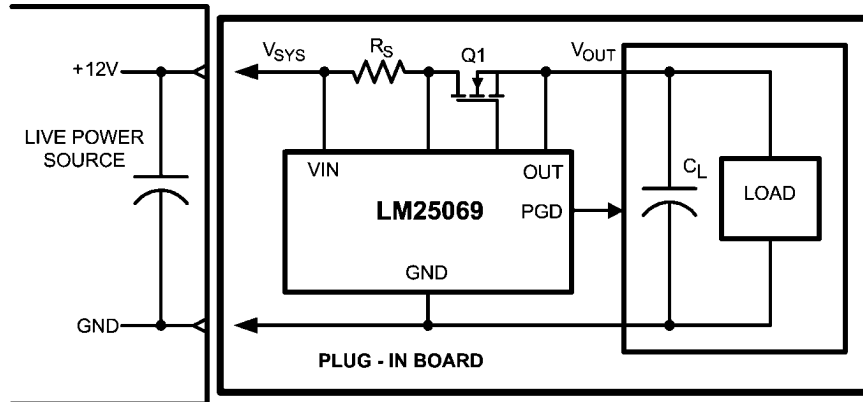 V_SYS
R_S
Q1
V_OUT
+12V
LIVE POWER
SOURCE
VIN
OUT
C_L
LM25069
PGD
LOAD
GND
GND
PLUG - IN BOARD